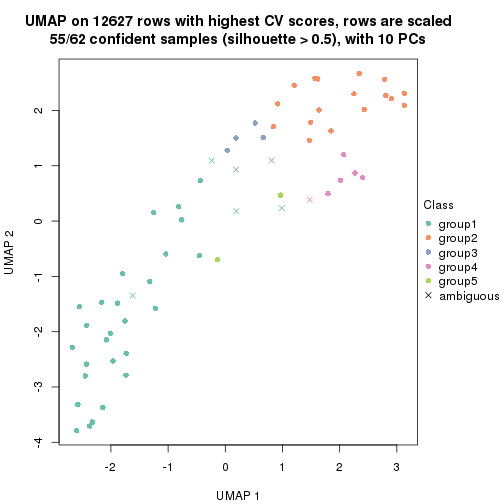 UMAP on 12627 rows with highest CV scores, rows are scaled
55/62 confident samples (silhouette > 0.5), with 10 PCs
UMAP 2
2
1
0
-1
-2
-3
-4
-2
-1
0
1
2
3
UMAP 1
Class
group1
group2
group3
group4
group5
ambiguous